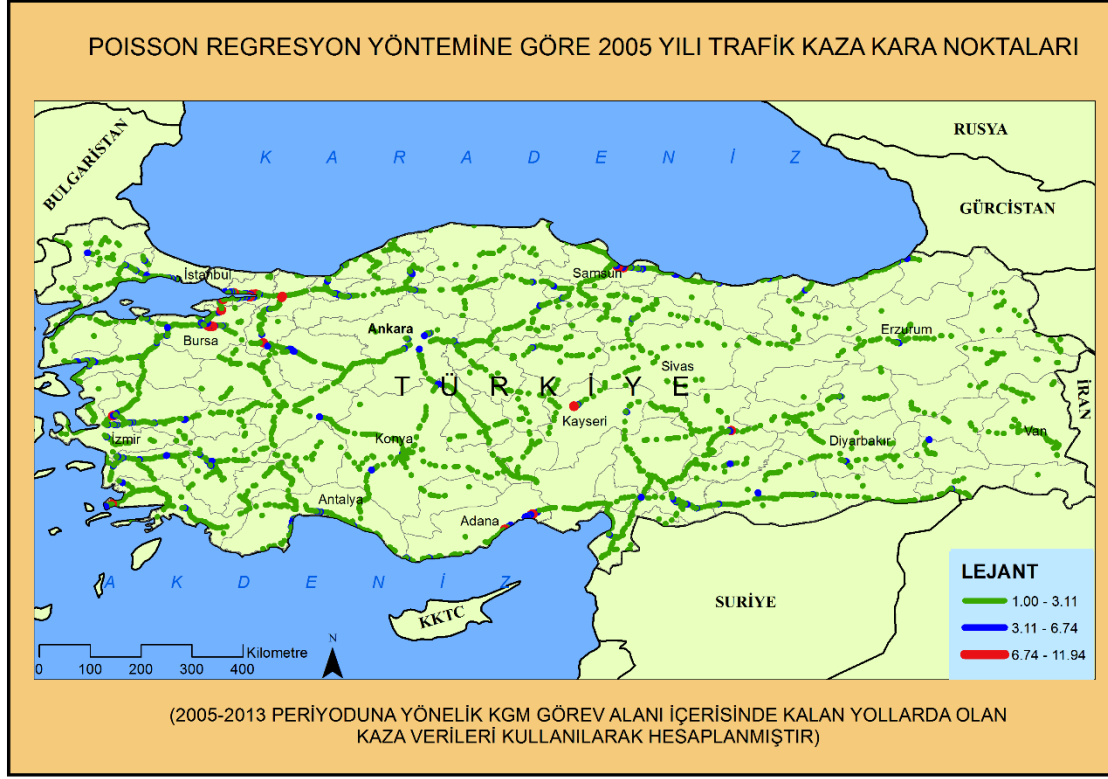 POISSON REGRESYON YÖNTEMİNE GÖRE 2005 YILI TRAFİK KAZA KARA NOKTALARI
BULGARİSTAN
RUSYA
K A R A D E N İ Z
GÜRCİSTAN
İstanbul
Samsun
Ankara
Erzurum
Bursa
Sivas
TÜRKİYE
İRAN
Kayseri
İzmir
Konya
Diyarbakır
Van
Antalya
Adana
A K D E N İ Z
KKTC
SURİYE
LEJANT
1.00 - 3.11
3.11 - 6.74
6.74 - 11.94
N
Kilometre
0 100 200 300 400
(2005-2013 PERİYODUNA YÖNELİK KGM GÖREV ALANI İÇERİSİNDE KALAN YOLLARDA OLAN
KAZA VERİLERİ KULLANILARAK HESAPLANMIŞTIR)